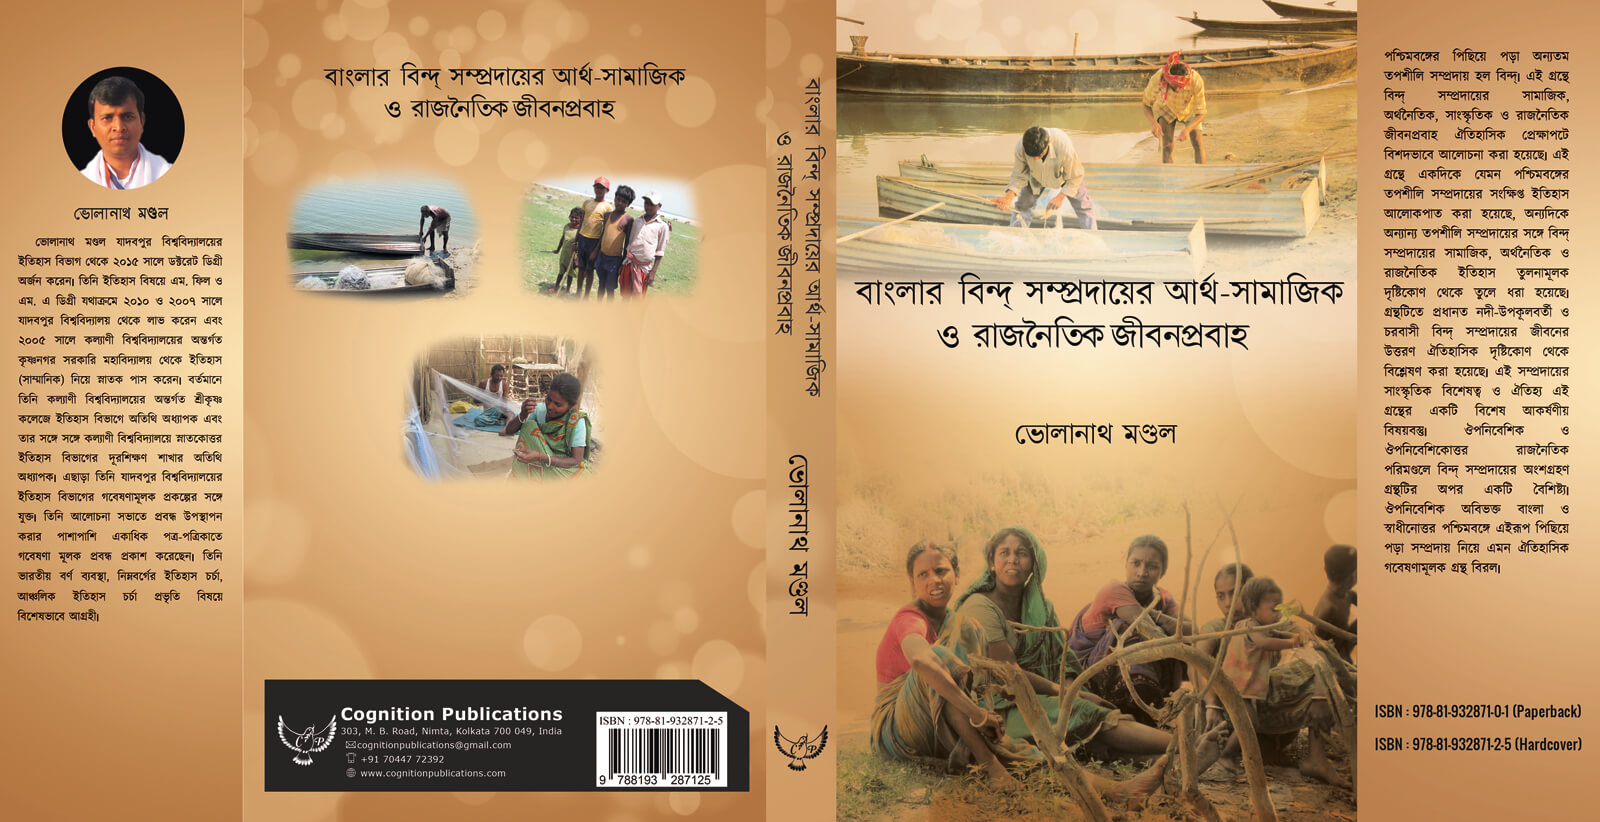 ভোলানাথ মণ্ডল
ভোলানাথ মণ্ডল যাদবপুর বিশ্ববিদ্যালয়ের
ইতিহাস বিভাগ থেকে ২০১৫ সালে ডক্টরেট ডিগ্রী
অর্জন করেন। তিনি ইতিহাস বিষয়ে এম. ফিল ও
এম. এ ডিগ্রী যথাক্রমে ২০১০ ও ২০০৭ সালে
যাদবপুর বিশ্ববিদ্যালয় থেকে লাভ করেন এবং
২০০৫ সালে কল্যাণী বিশ্ববিদ্যালয়ের অন্তর্গত
কৃষ্ণনগর সরকারি মহাবিদ্যালয় থেকে ইতিহাস
(সাম্মানিক) নিয়ে স্নাতক পাস করেন। বর্তমানে
তিনি কল্যাণী বিশ্ববিদ্যালয়ের অন্তর্গত শ্রীকৃষ্ণ
কলেজে ইতিহাস বিভাগে অতিথি অধ্যাপক এবং
তার সঙ্গে সঙ্গে কল্যাণী বিশ্ববিদ্যালয়ে স্নাতকোত্তর
ইতিহাস বিভাগের দূরশিক্ষণ শাখার অতিথি
অধ্যাপক। এছাড়া তিনি যাদবপুর বিশ্ববিদ্যালয়ের
ইতিহাস বিভাগের গবেষণামূলক প্রকল্পের সঙ্গে
যুক্ত। তিনি আলোচনা সভাতে প্রবন্ধ উপস্থাপন
করার পাশাপাশি একাধিক পত্র-পত্রিকাতে
গবেষণা মূলক প্রবন্ধ প্রকাশ করেছেন। তিনি
ভারতীয় বর্ণ ব্যবস্থা, নিম্নবর্গের ইতিহাস চর্চা,
আঞ্চলিক ইতিহাস চর্চা প্রভৃতি বিষয়ে
বিশেষভাবে আগ্রহী।
বাংলার বিন্দ্ সম্প্রদায়ের আর্থ-সামাজিক
ও রাজনৈতিক জীবনপ্রবাহ
Cognition Publications
303, M. B. Road, Nimta, Kolkata 700 049, India
cognitionpublications@gmail.com
+91 70447 72392
www.cognitionpublications.com
ISBN : 978-81-932871-2-5
9 788193 287125
বাংলার বিন্দ্ সম্প্রদায়ের আর্থ-সামাজিক
ও রাজনৈতিক জীবনপ্রবাহ
ভোলানাথ মণ্ডল
C P
বাংলার বিন্দ্ সম্প্রদায়ের আর্থ-সামাজিক
ও রাজনৈতিক জীবনপ্রবাহ
ভোলানাথ মণ্ডল
পশ্চিমবঙ্গের পিছিয়ে পড়া অন্যতম
তপশীলি সম্প্রদায় হল বিন্দ্। এই গ্রন্থে
বিন্দ্ সম্প্রদায়ের সামাজিক,
অর্থনৈতিক, সাংস্কৃতিক ও রাজনৈতিক
জীবনপ্রবাহ ঐতিহাসিক প্রেক্ষাপটে
বিশদভাবে আলোচনা করা হয়েছে। এই
গ্রন্থে একদিকে যেমন পশ্চিমবঙ্গের
তপশীলি সম্প্রদায়ের সংক্ষিপ্ত ইতিহাস
আলোকপাত করা হয়েছে, অন্যদিকে
অন্যান্য তপশীলি সম্প্রদায়ের সঙ্গে বিন্দ্
সম্প্রদায়ের সামাজিক, অর্থনৈতিক ও
রাজনৈতিক ইতিহাস তুলনামূলক
দৃষ্টিকোণ থেকে তুলে ধরা হয়েছে।
গ্রন্থটিতে প্রধানত নদী-উপকূলবর্তী ও
চরবাসী বিন্দ্ সম্প্রদায়ের জীবনের
উত্তরণ ঐতিহাসিক দৃষ্টিকোণ থেকে
বিশ্লেষণ করা হয়েছে। এই সম্প্রদায়ের
সাংস্কৃতিক বিশেষত্ব ও ঐতিহ্য এই
গ্রন্থের একটি বিশেষ আকর্ষণীয়
বিষয়বস্তু। ঔপনিবেশিক ও
ঔপনিবেশিকোত্তর রাজনৈতিক
পরিমণ্ডলে বিন্দ্ সম্প্রদায়ের অংশগ্রহণ
গ্রন্থটির অপর একটি বৈশিষ্ট্য।
ঔপনিবেশিক অবিভক্ত বাংলা ও
স্বাধীনোত্তর পশ্চিমবঙ্গে এইরূপ পিছিয়ে
পড়া সম্প্রদায় নিয়ে এমন ঐতিহাসিক
গবেষণামূলক গ্রন্থ বিরল।
ISBN : 978-81-932871-0-1 (Paperback)
ISBN : 978-81-932871-2-5 (Hardcover)